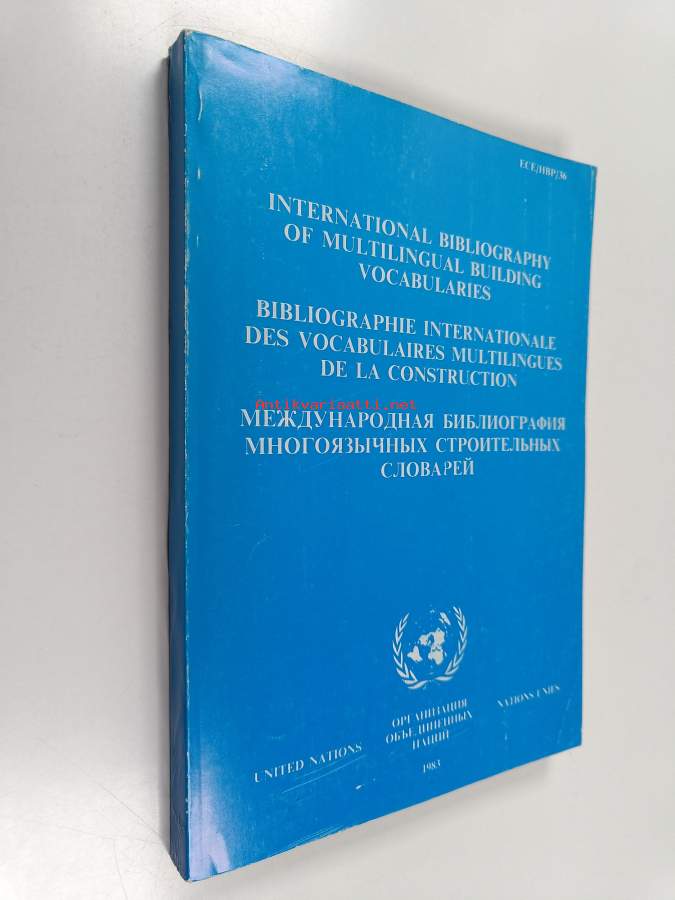 ECE/HBP/36
INTERNATIONAL BIBLIOGRAPHY
OF MULTILINGUAL BUILDING
VOCABULARIES
BIBLIOGRAPHIE INTERNATIONALE
DES VOCABULAIRES MULTILINGUES
DE LA CONSTRUCTION
Antikvariaatti.net
МЕЖДУНАРОДНАЯ БИБЛИОГРАФИЯ
МНОГОЯЗЫЧНЫХ СТРОИТЕЛЬНЫХ
СЛОВАРЕЙ
UNITED NATIONS
ОРГАНИЗАЦИЯ
ОБЪЕДИНЕННЫХ
НАЦИЙ
NATIONS UNIES
1983